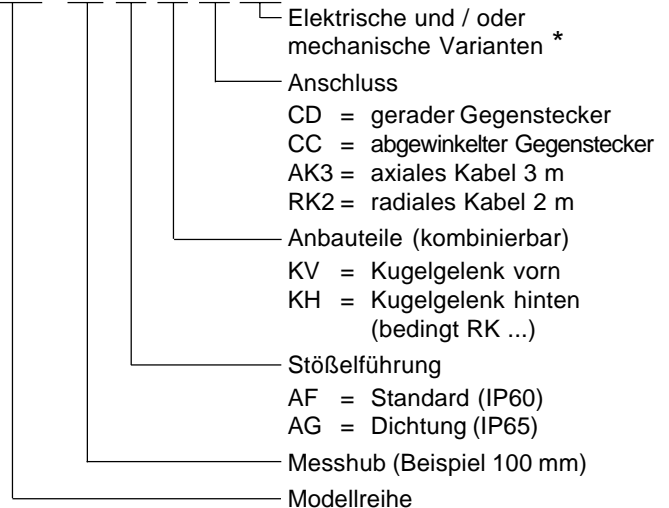 Elektrische und / oder
mechanische Varianten *
Anschluss
CD = gerader Gegenstecker
CC = abgewinkelter Gegenstecker
AK3 = axiales Kabel 3 m
RK2 = radiales Kabel 2 m
Anbauteile (kombinierbar)
KV = Kugelgelenk vorn
KH = Kugelgelenk hinten
(bedingt RK ...)
Stößelführung
AF = Standard (IP60)
AG = Dichtung (IP65)
Messhub (Beispiel 100 mm)
Modellreihe